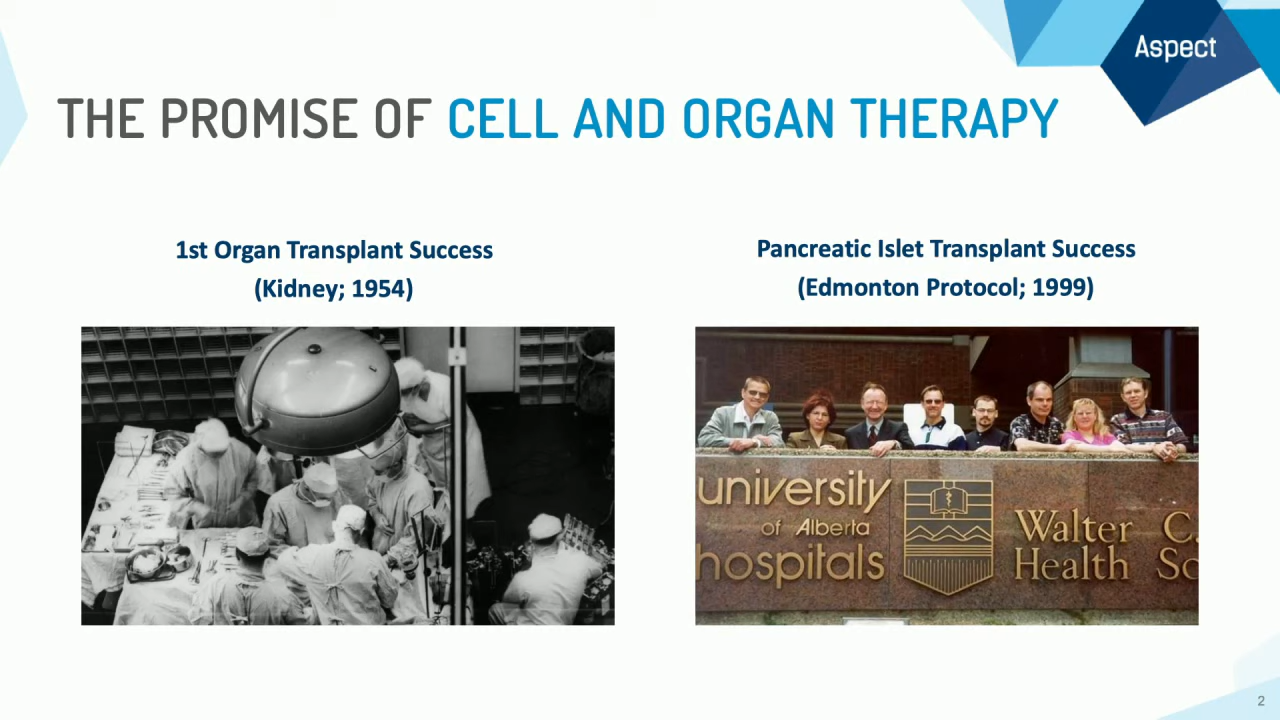 Aspect
THE PROMISE OF CELL AND ORGAN THERAPY
1st Organ Transplant Success
(Kidney; 1954)
Pancreatic Islet Transplant Success
(Edmonton Protocol; 1999)
university
of Alberta
hospitals
Walter C.
Health Sc
2